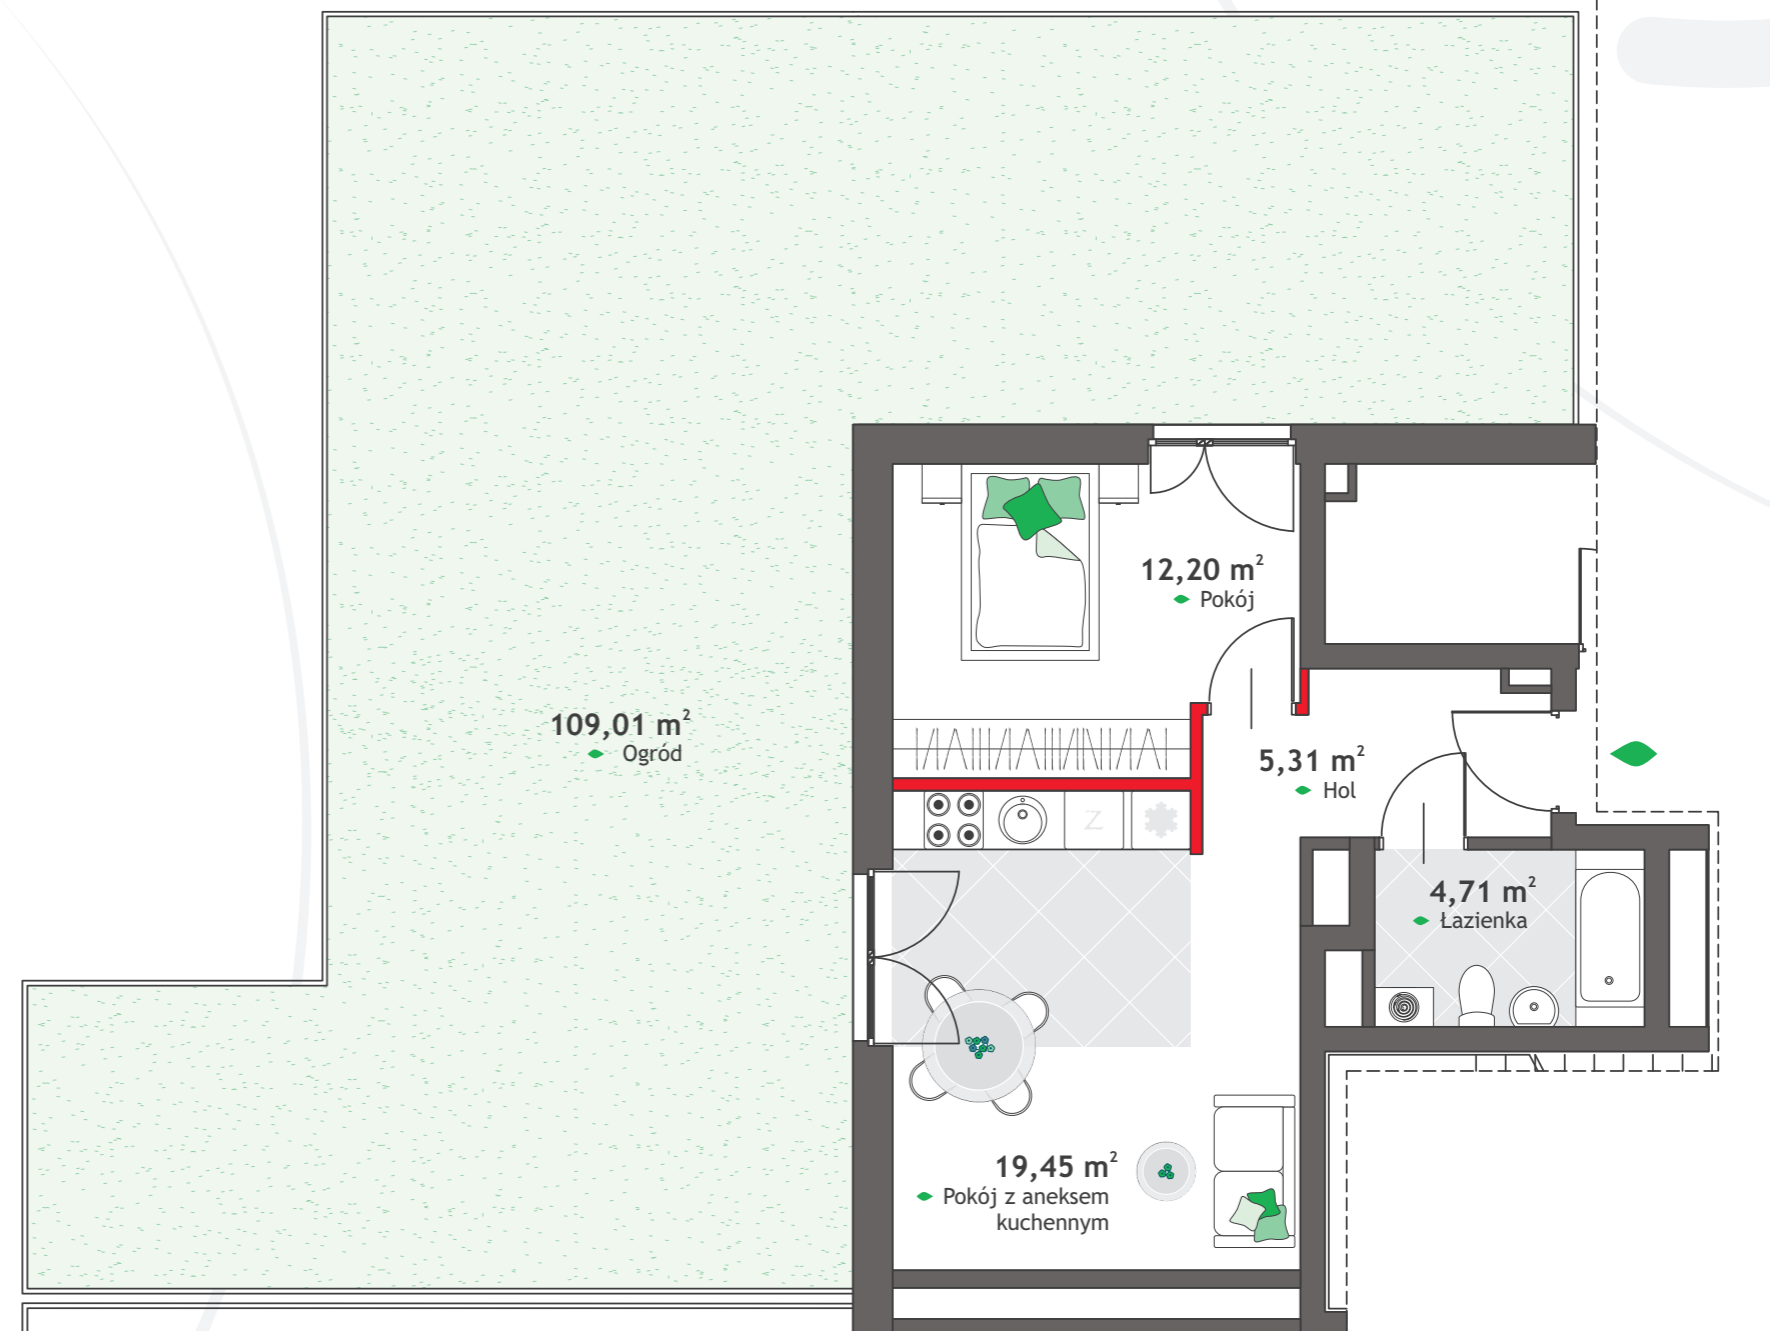 12,20 m²
Pokój
109,01 m²
Ogród
5,31 m²
Hol
Z
4,71 m²
Łazienka
19,45 m²
Pokój z aneksem
kuchennym